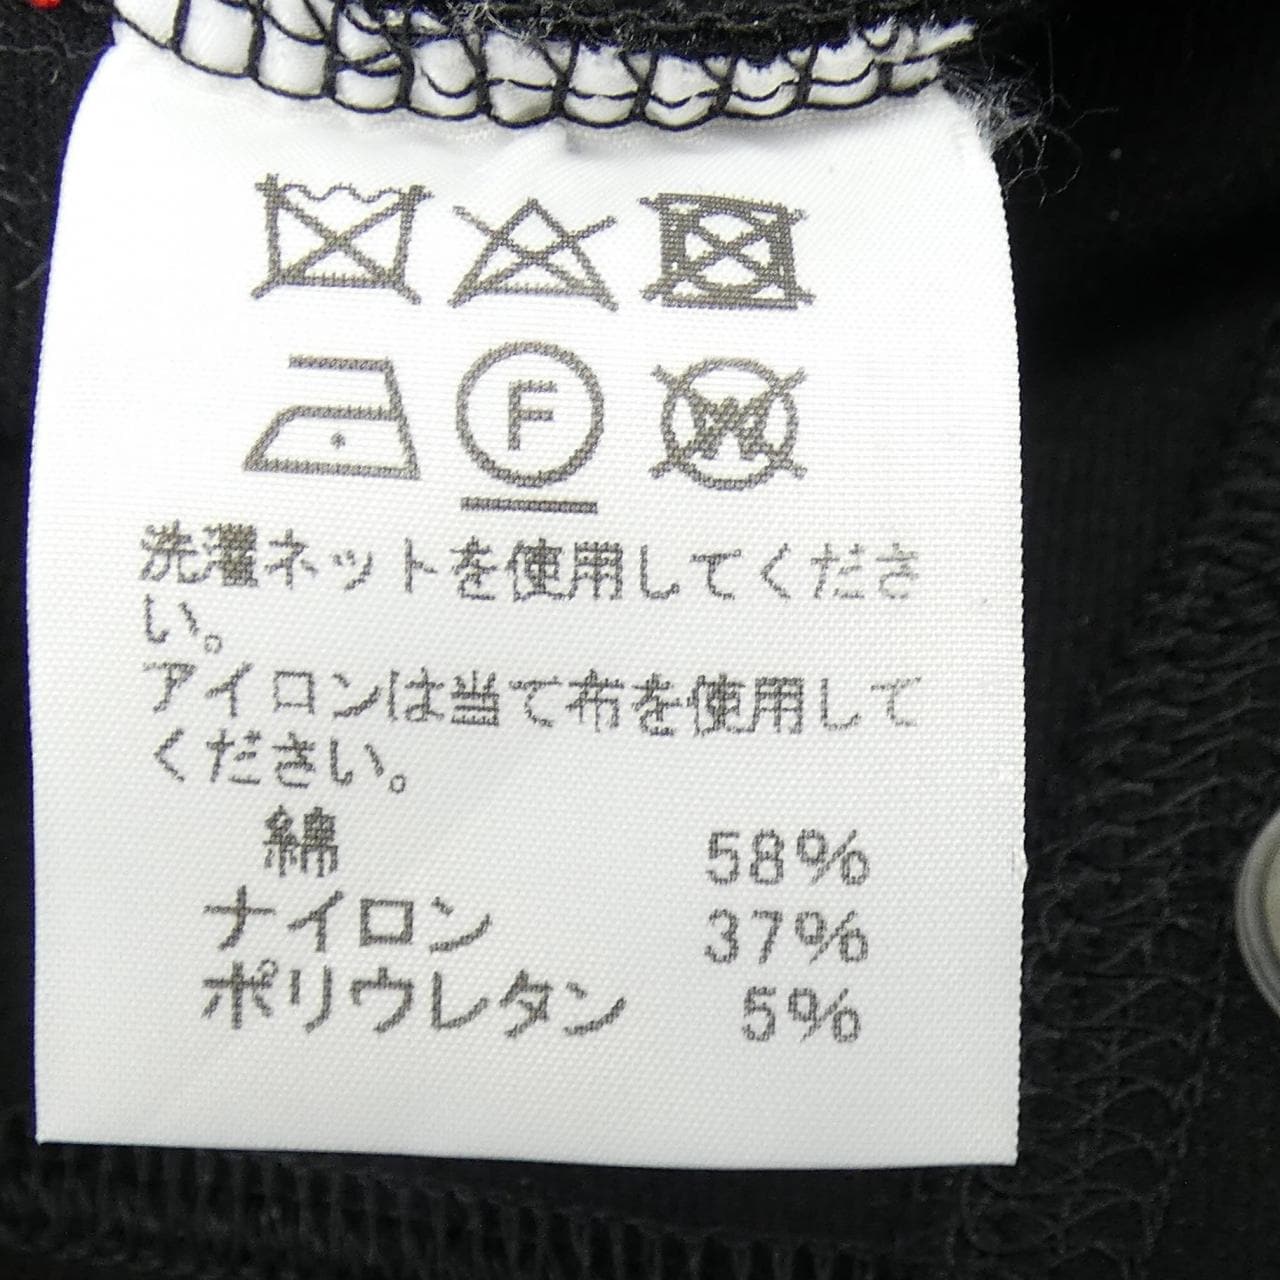 F
W
洗濯ネットを使用してくださ
い。
アイロンは当て布を使用して
ください。
綿 58%
ナイロン 37%
ポリウレタン 5%